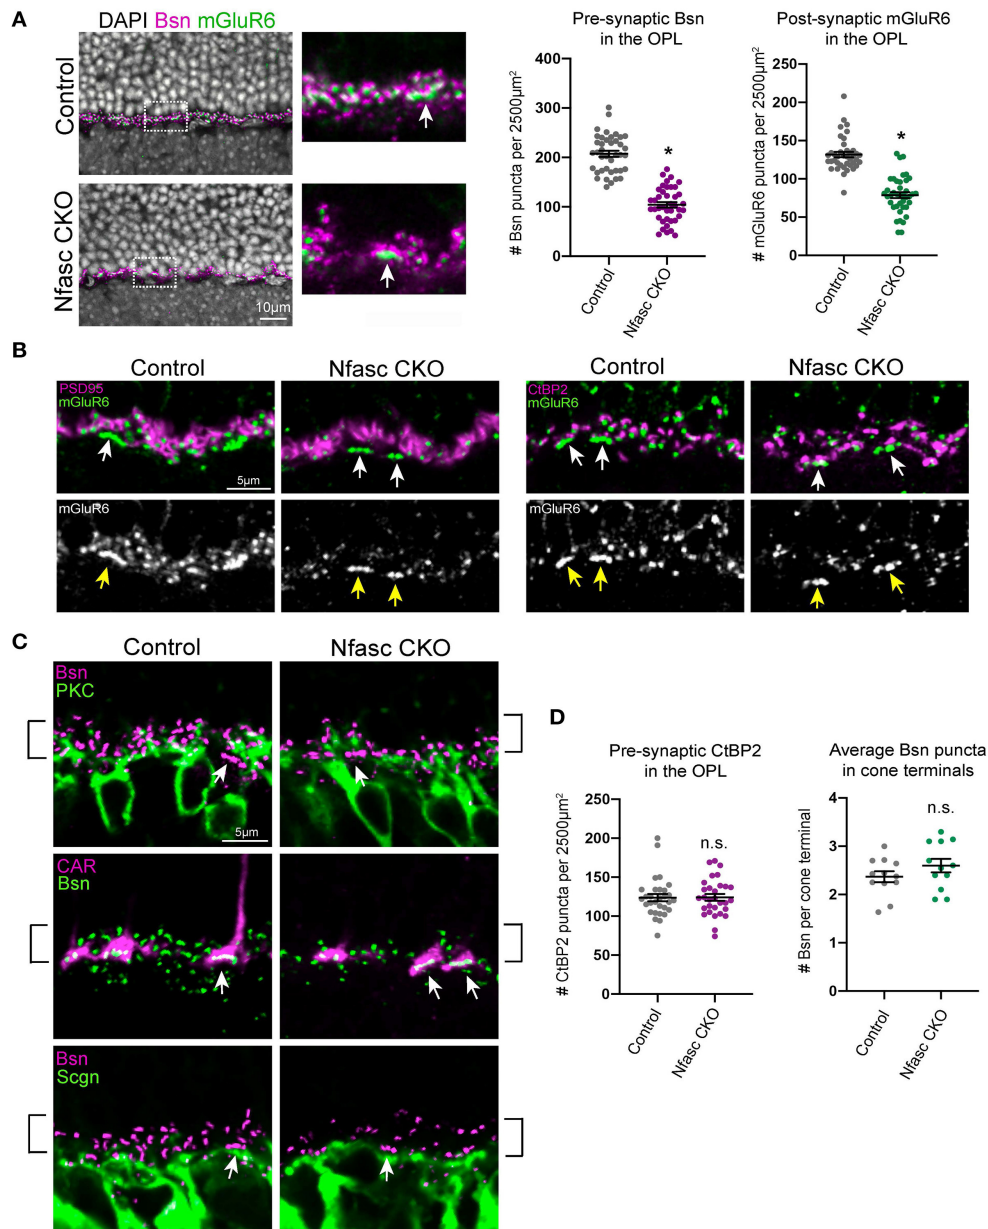 A
DAPI Bsn mGluR6
Control
Nfasc CKO
10µm
Pre-synaptic Bsn
in the OPL
# Bsn puncta per 2500µm²
400
300
200
100
0
*
Control
Nfasc CKO
Post-synaptic mGluR6
in the OPL
# mGluR6 puncta per 2500µm²
250
200
150
100
50
0
*
Control
Nfasc CKO
B
Control
Nfasc CKO
Control
Nfasc CKO
PSD95
mGluR6
5µm
CtBP2
mGluR6
mGluR6
mGluR6
C
Control
Nfasc CKO
Bsn
PKC
5µm
CAR
Bsn
Bsn
Scgn
D
Pre-synaptic CtBP2
in the OPL
# CtBP2 puncta per 2500µm²
250
200
150
100
50
0
n.s.
Control
Nfasc CKO
Average Bsn puncta
in cone terminals
# Bsn per cone terminal
4
3
2
1
0
n.s.
Control
Nfasc CKO